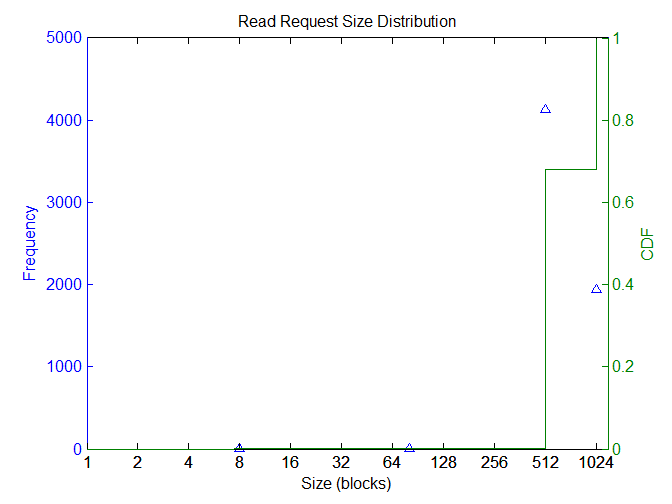 Read Request Size Distribution
5000
4000
3000
2000
1000
0
Frequency
1
0.8
0.6
0.4
0.2
0
CDF
1 2 4 8 16 32 64 128 256 512 1024
Size (blocks)